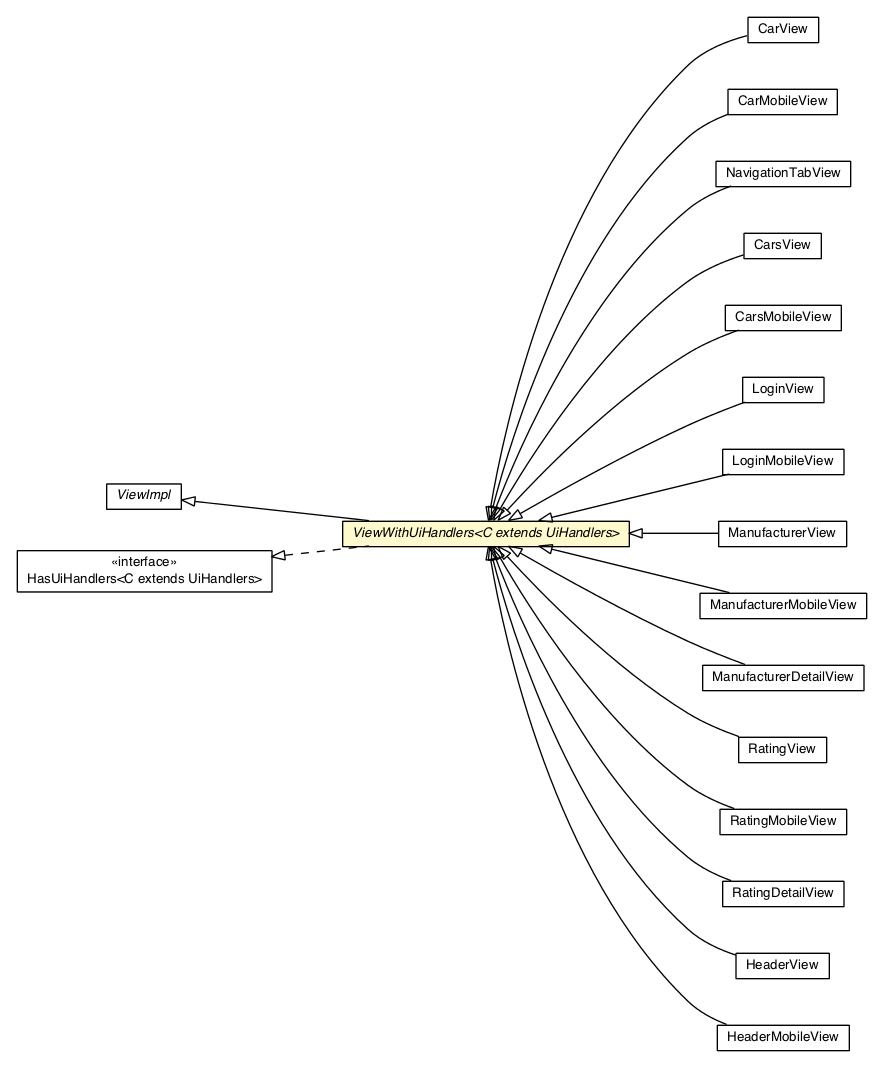 CarView
CarMobileView
NavigationTabView
CarsView
CarsMobileView
LoginView
LoginMobileView
ViewImpl
ViewWithUiHandlers<C extends UiHandlers>
ManufacturerView
«interface»
HasUiHandlers<C extends UiHandlers>
ManufacturerMobileView
ManufacturerDetailView
RatingView
RatingMobileView
RatingDetailView
HeaderView
HeaderMobileView